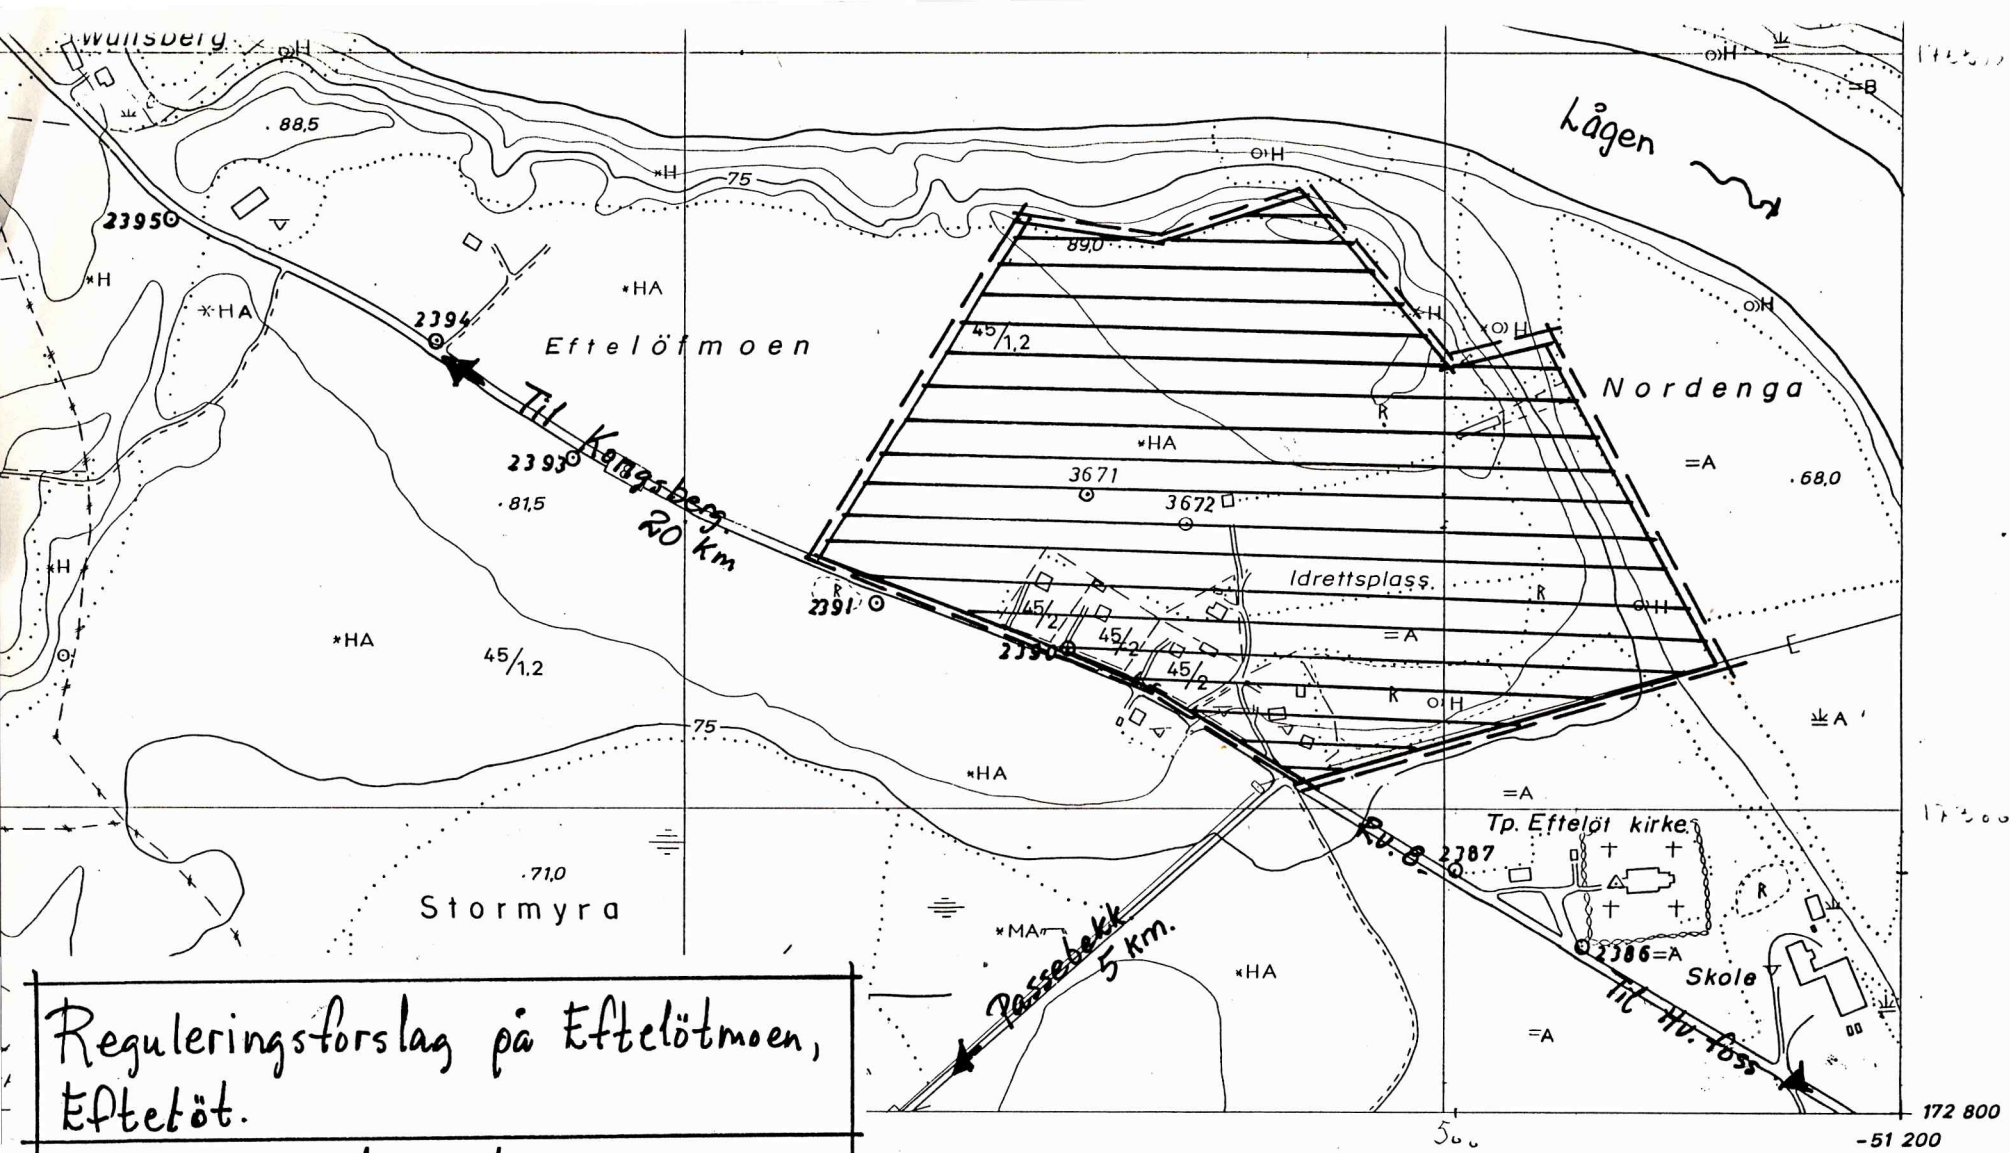 Wullsberg
H
H
B
88,5
Lågen
H
H
75
2395
89,0
H
HA
HA
H
H
H
2394
Eftelötmoen
45/1,2
Nordenga
Til Kongsberg
20 km
R
HA
A
68,0
2393
81,5
3671
3672
Idrettsplass.
H
R
2391
R
45/2
45/2
45/2
H
A
HA
45/1,2
2390
E
R
H
A
75
HA
A
Tp. Eftelöt kirke
Rv. 8
2387
71,0
Stormyra
R
MA
Passebekk
5 km.
HA
2386
A
Skole
Til Hv. foss
A
Reguleringsforslag på Eftelötmoen,
Eftelöt.
172 800
500
-51 200